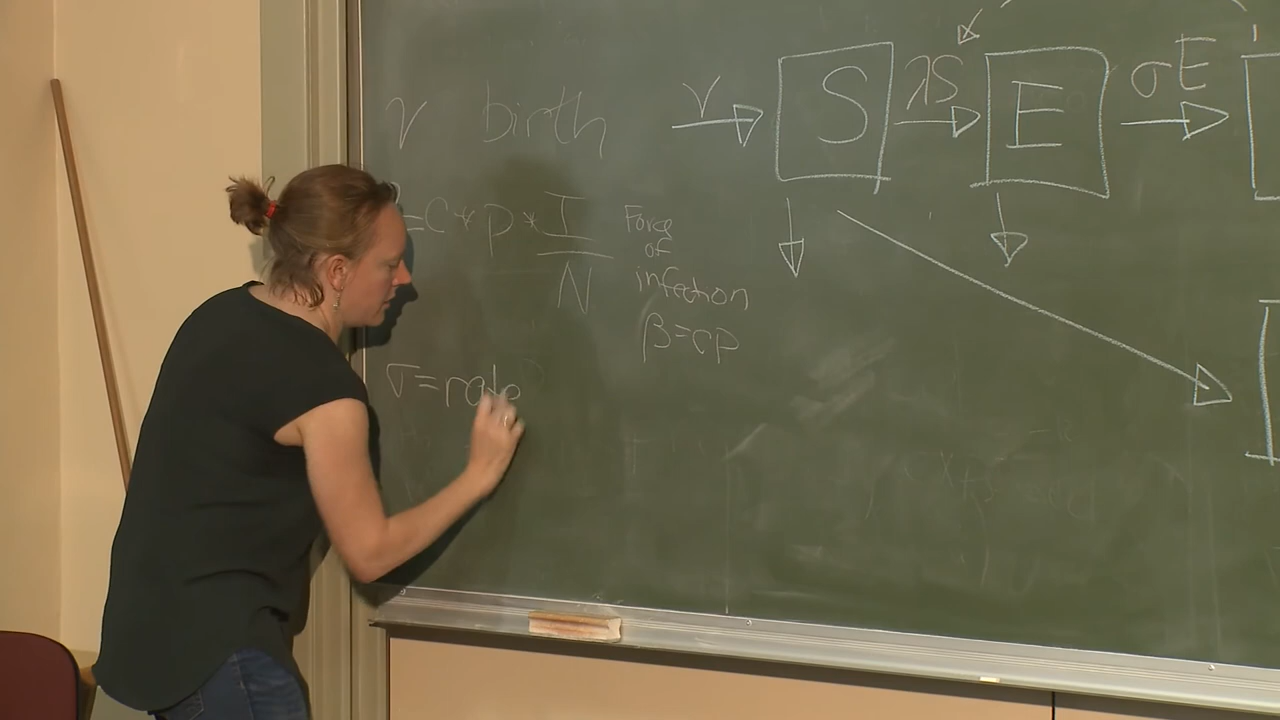 ν birth
ν
S
λS
E
σE
=c*p*I/N
Force
of
infection
β=cp
σ=rate